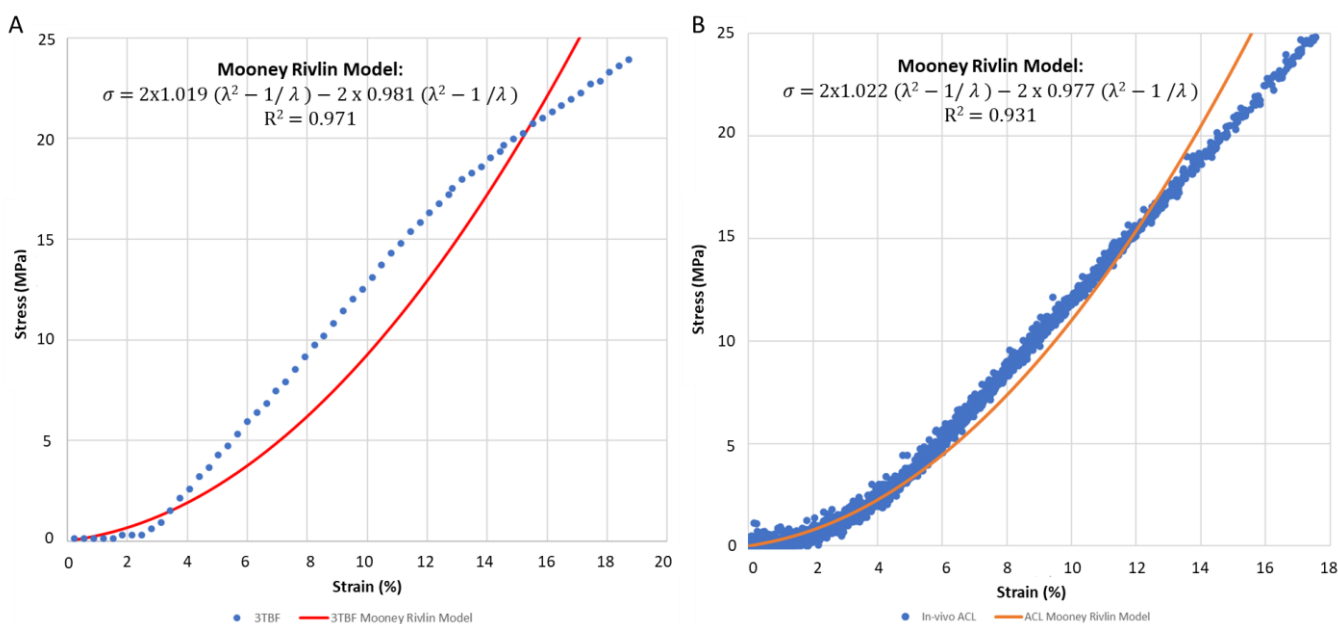 A
Mooney Rivlin Model:
σ = 2x1.019 (λ² − 1/ λ) − 2 x 0.981 (λ² − 1 /λ)
R² = 0.971
Stress (MPa)
25
20
15
10
5
0
0 2 4 6 8 10 12 14 16 18 20
Strain (%)
3TBF 3TBF Mooney Rivlin Model
B
Mooney Rivlin Model:
σ = 2x1.022 (λ² − 1/ λ) − 2 x 0.977 (λ² − 1 /λ)
R² = 0.931
Stress (MPa)
25
20
15
10
5
0
0 2 4 6 8 10 12 14 16 18
Strain (%)
In-vivo ACL ACL Mooney Rivlin Model